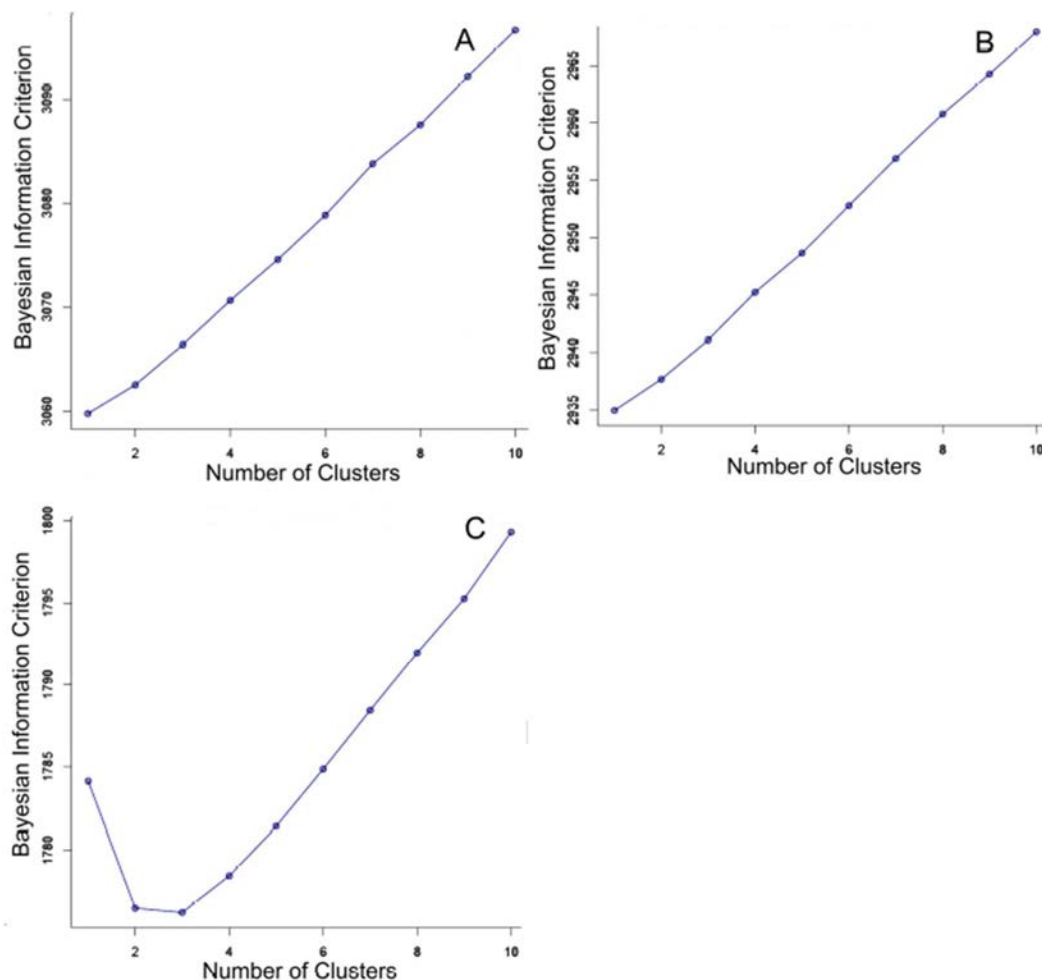 A
Bayesian Information Criterion
3090
3080
3070
3060
2 4 6 8 10
Number of Clusters
B
Bayesian Information Criterion
2965
2960
2955
2950
2945
2940
2935
2 4 6 8 10
Number of Clusters
C
Bayesian Information Criterion
1800
1795
1790
1785
1780
2 4 6 8 10
Number of Clusters